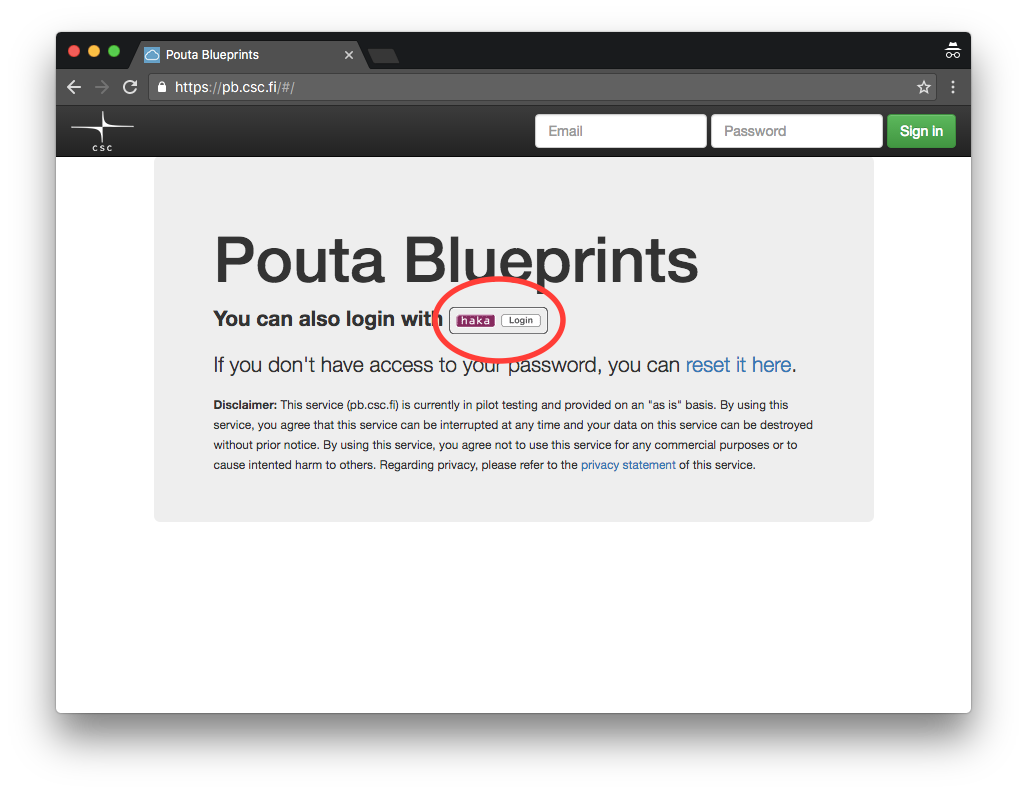 Pouta Blueprints
https://pb.csc.fi/#/
csc
Email
Password
Sign in
Pouta Blueprints
You can also login with haka Login
If you don't have access to your password, you can reset it here.
Disclaimer: This service (pb.csc.fi) is currently in pilot testing and provided on an "as is" basis. By using this
service, you agree that this service can be interrupted at any time and your data on this service can be destroyed
without prior notice. By using this service, you agree not to use this service for any commercial purposes or to
cause intented harm to others. Regarding privacy, please refer to the privacy statement of this service.